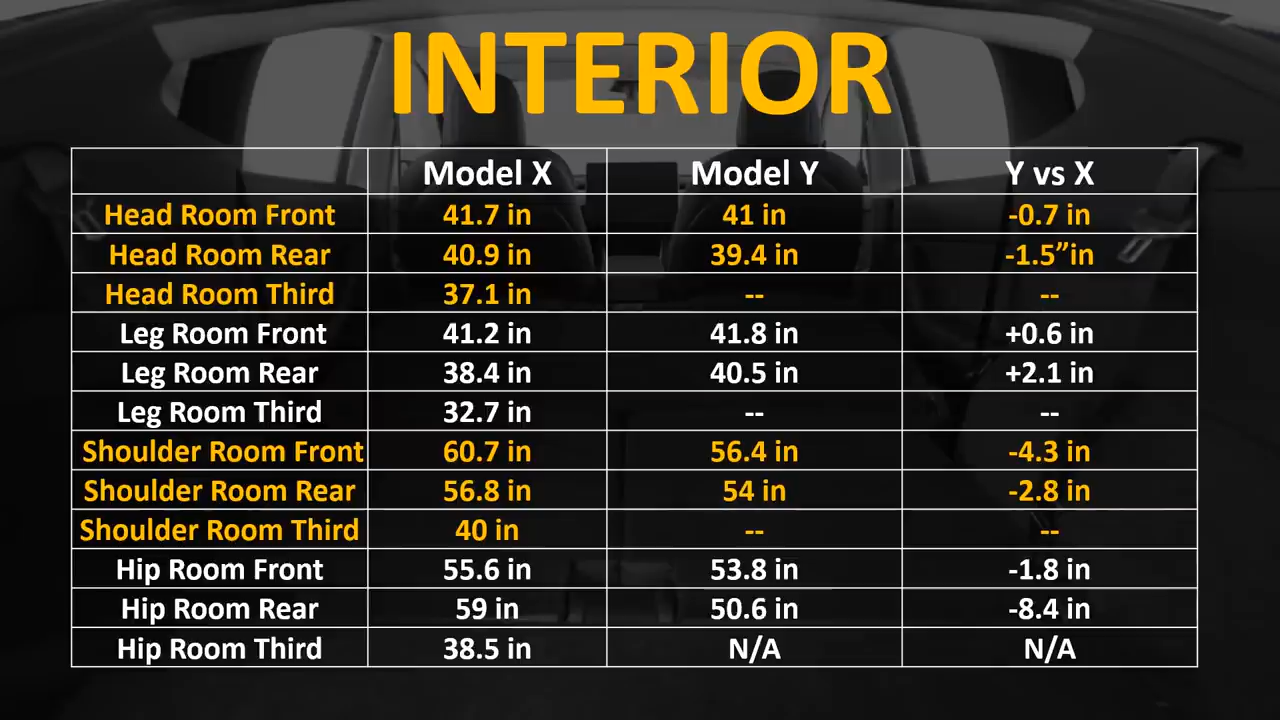 INTERIOR
Model X Model Y Y vs X
Head Room Front 41.7 in 41 in -0.7 in
Head Room Rear 40.9 in 39.4 in -1.5”in
Head Room Third 37.1 in -- --
Leg Room Front 41.2 in 41.8 in +0.6 in
Leg Room Rear 38.4 in 40.5 in +2.1 in
Leg Room Third 32.7 in -- --
Shoulder Room Front 60.7 in 56.4 in -4.3 in
Shoulder Room Rear 56.8 in 54 in -2.8 in
Shoulder Room Third 40 in -- --
Hip Room Front 55.6 in 53.8 in -1.8 in
Hip Room Rear 59 in 50.6 in -8.4 in
Hip Room Third 38.5 in N/A N/A